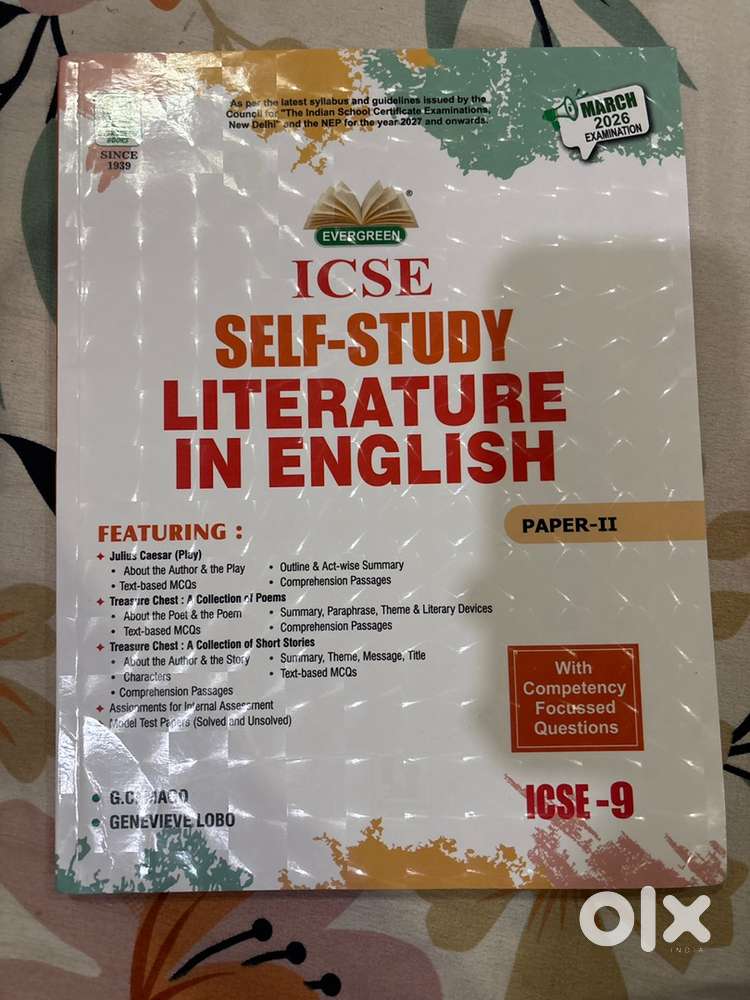 As per the latest syllabus and guidelines issued by the
Council for "The Indian School Certificate Examinations,
New Delhi" and the NEP for the year 2027 and onwards.
MARCH
2026
EXAMINATION
BOOKS
SINCE
1939
®
EVERGREEN
ICSE
SELF-STUDY
LITERATURE
IN ENGLISH
PAPER-II
FEATURING :
Julius Caesar (Play)
• About the Author & the Play • Outline & Act-wise Summary
• Text-based MCQs • Comprehension Passages
Treasure Chest : A Collection of Poems
• About the Poet & the Poem • Summary, Paraphrase, Theme & Literary Devices
• Text-based MCQs • Comprehension Passages
Treasure Chest : A Collection of Short Stories
• About the Author & the Story • Summary, Theme, Message, Title
• Characters • Text-based MCQs
• Comprehension Passages
Assignments for Internal Assessment
Model Test Papers (Solved and Unsolved)
With
Competency
Focussed
Questions
• G.C. MAGO
• GENEVIEVE LOBO
ICSE -9
olx
INDIA